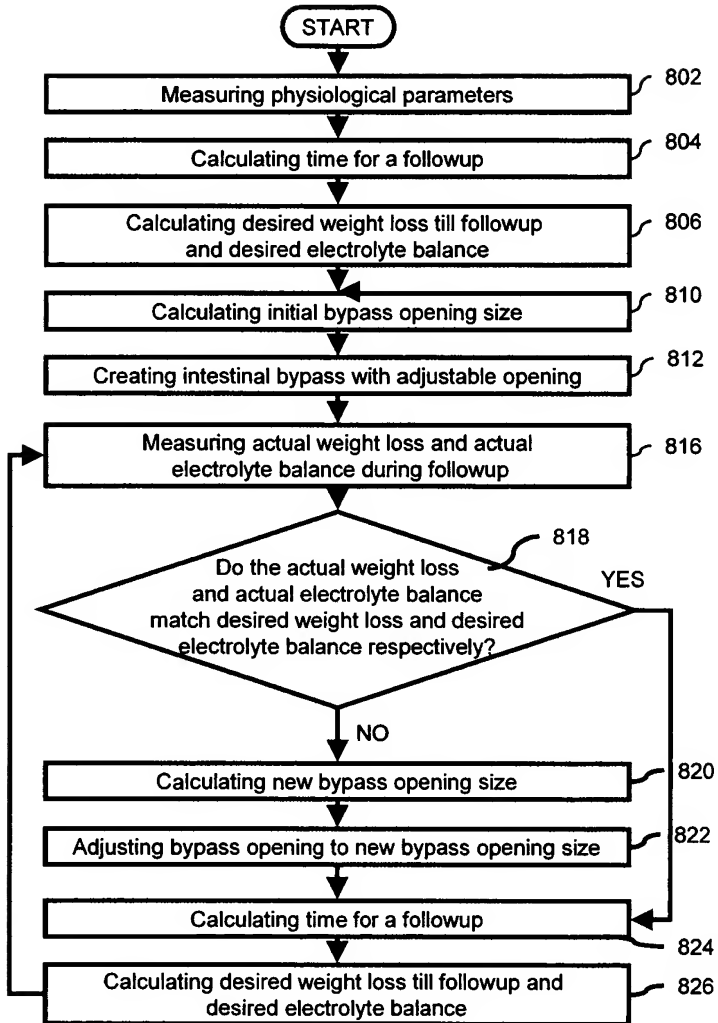 START
Measuring physiological parameters
802
Calculating time for a followup
804
Calculating desired weight loss till followup
and desired electrolyte balance
806
Calculating initial bypass opening size
810
Creating intestinal bypass with adjustable opening
812
Measuring actual weight loss and actual
electrolyte balance during followup
816
818
Do the actual weight loss
and actual electrolyte balance
match desired weight loss and desired
electrolyte balance respectively?
YES
NO
Calculating new bypass opening size
820
Adjusting bypass opening to new bypass opening size
822
Calculating time for a followup
824
Calculating desired weight loss till followup and
desired electrolyte balance
826